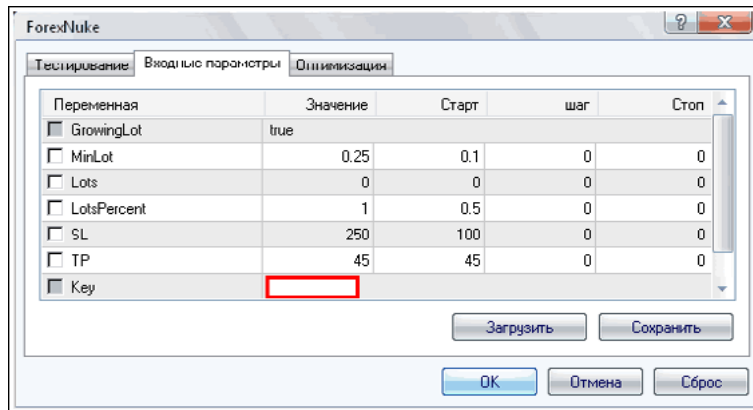 ForexNuke
Тестирование Входные параметры Оптимизация
Переменная Значение Старт шаг Стоп
GrowingLot true
MinLot 0.25 0.1 0 0
Lots 0 0 0 0
LotsPercent 1 0.5 0 0
SL 250 100 0 0
TP 45 45 0 0
Key
Загрузить Сохранить
OK Отмена Сброс